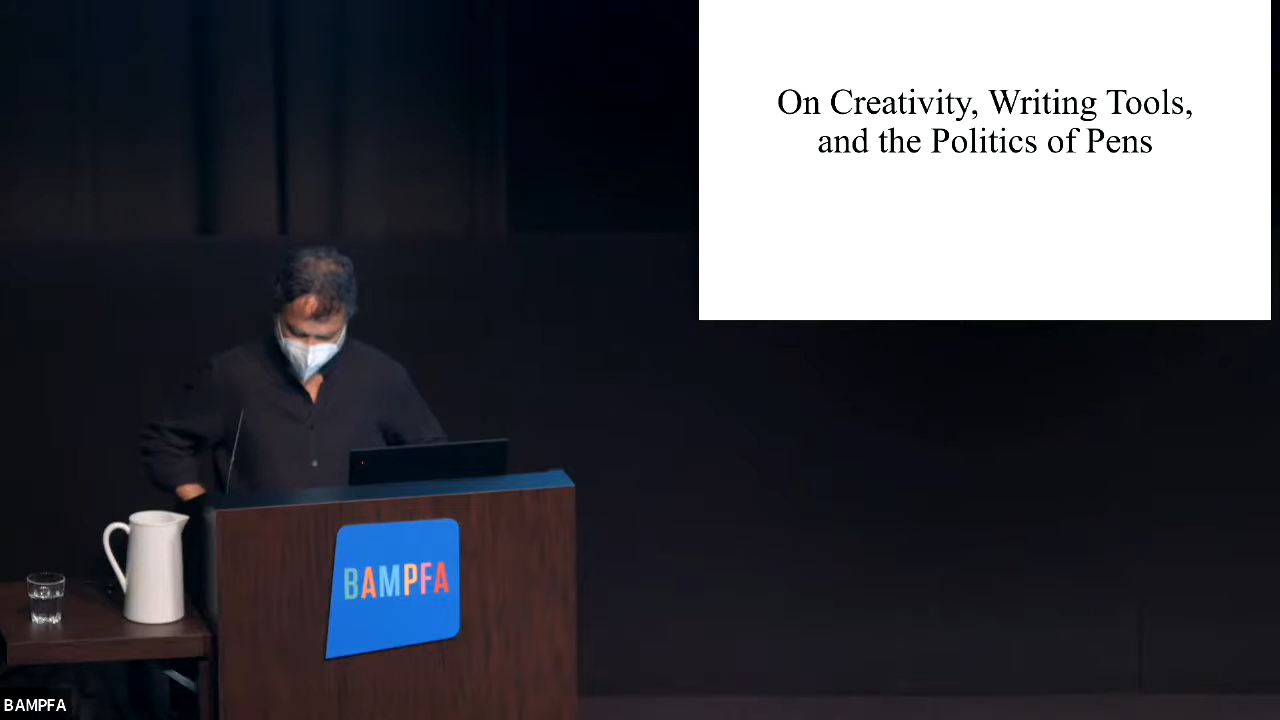 On Creativity, Writing Tools,
and the Politics of Pens
BAMPFA
BAMPFA